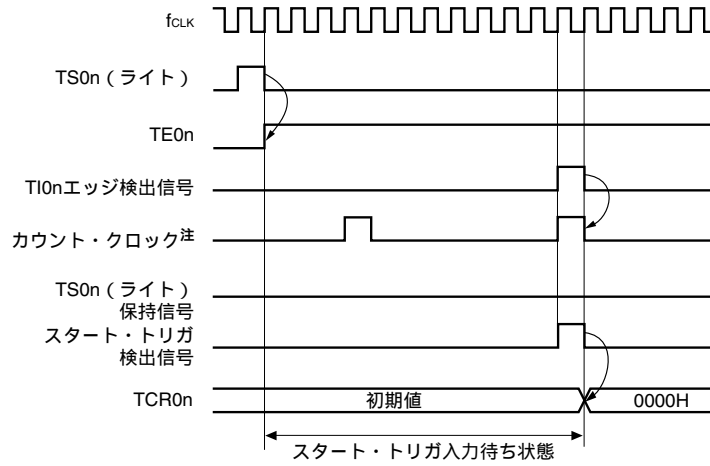 fCLK
TS0n（ライト）
TE0n
TI0nエッジ検出信号
カウント・クロック注
TS0n（ライト）
保持信号
スタート・トリガ
検出信号
TCR0n
初期値
0000H
スタート・トリガ入力待ち状態